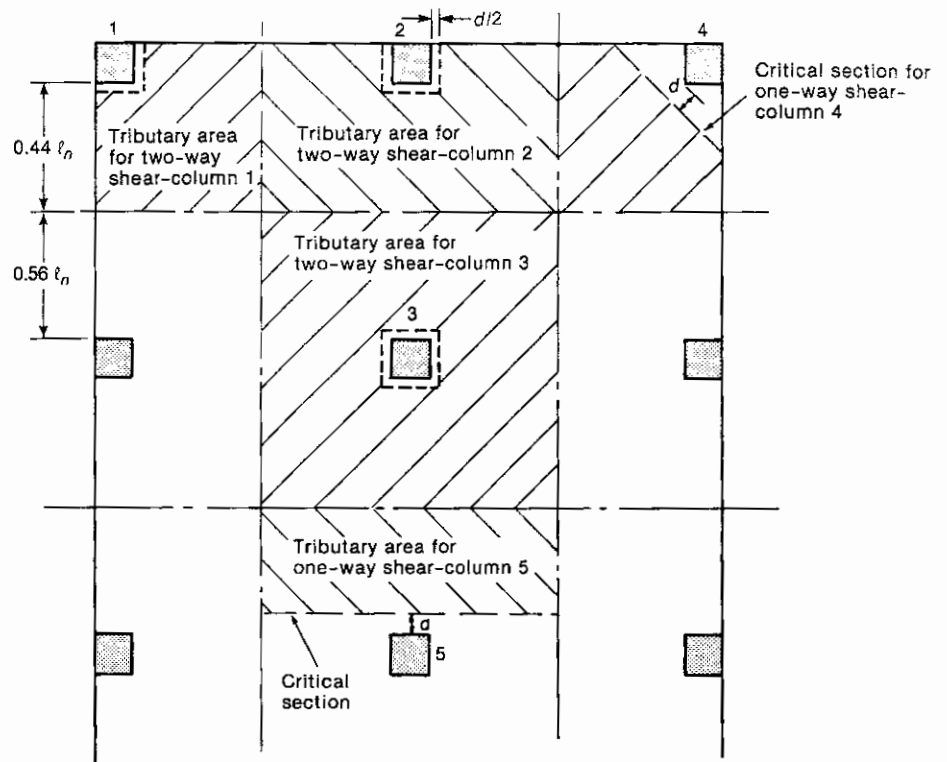 d/2
1
2
4
Critical section for
one-way shear-
column 4
d
0.44 ℓn
Tributary area
for two-way
shear-column 1
Tributary area for
two-way shear-column 2
Tributary area for
two-way shear-column 3
0.56 ℓn
3
Tributary area for
one-way shear-column 5
d
5
Critical
section